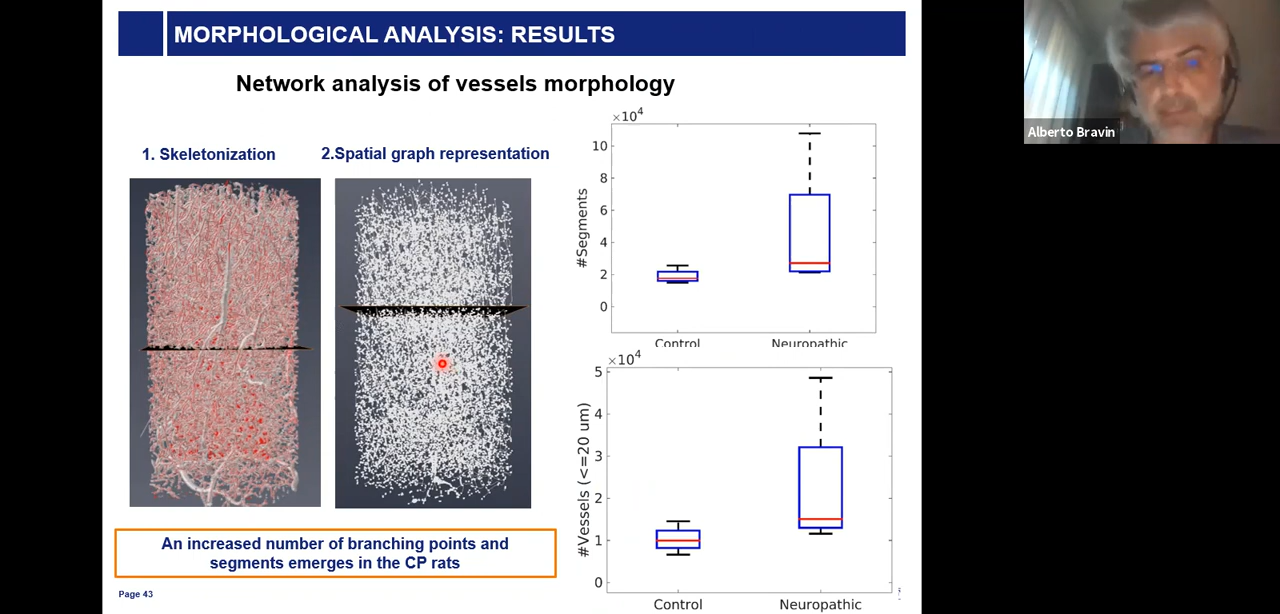 MORPHOLOGICAL ANALYSIS: RESULTS
Network analysis of vessels morphology
1. Skeletonization
2.Spatial graph representation
An increased number of branching points and
segments emerges in the CP rats
Page 43
×10⁴
10
8
6
4
2
0
#Segments
Control
Neuropathic
×10⁴
5
4
3
2
1
0
#Vessels (<=20 um)
Control
Neuropathic
Alberto Bravin